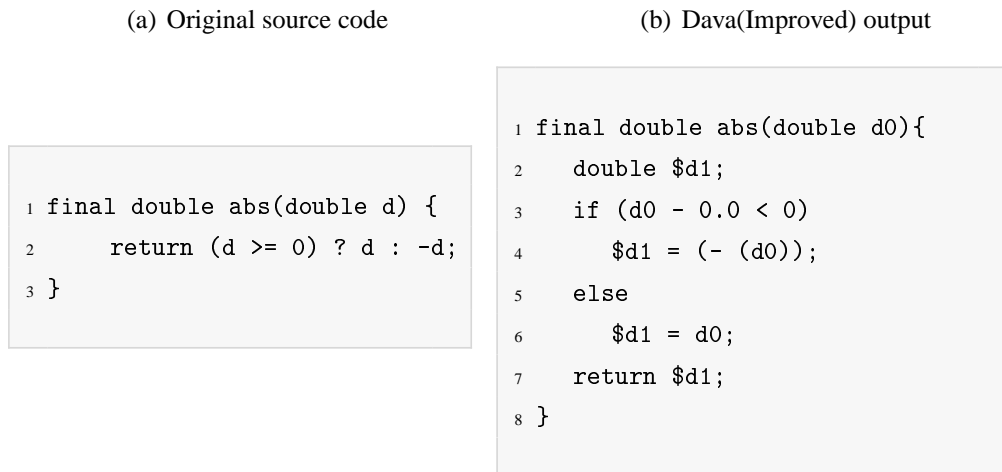 (a) Original source code
1 final double abs(double d) {
2 return (d >= 0) ? d : -d;
3 }
(b) Dava(Improved) output
1 final double abs(double d0){
2 double $d1;
3 if (d0 - 0.0 < 0)
4 $d1 = (- (d0));
5 else
6 $d1 = d0;
7 return $d1;
8 }